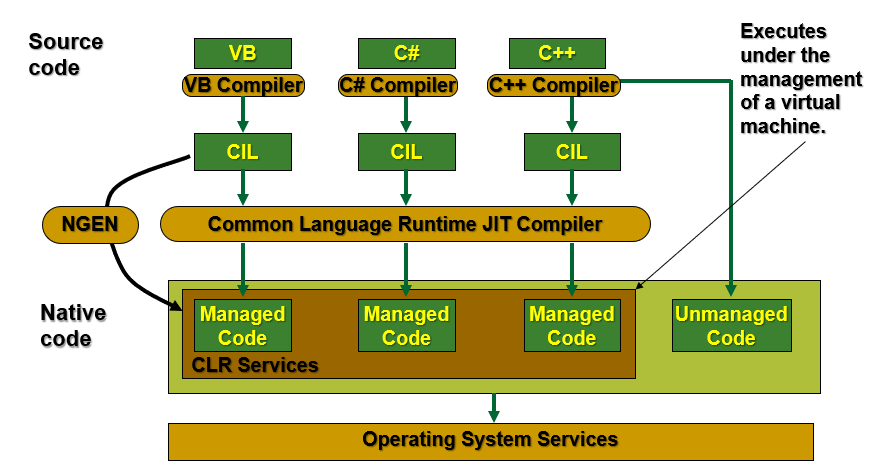 Source
code
VB
C#
C++
VB Compiler
C# Compiler
C++ Compiler
Executes
under the
management
of a virtual
machine.
CIL
CIL
CIL
NGEN
Common Language Runtime JIT Compiler
Native
code
Managed
Code
Managed
Code
Managed
Code
Unmanaged
Code
CLR Services
Operating System Services